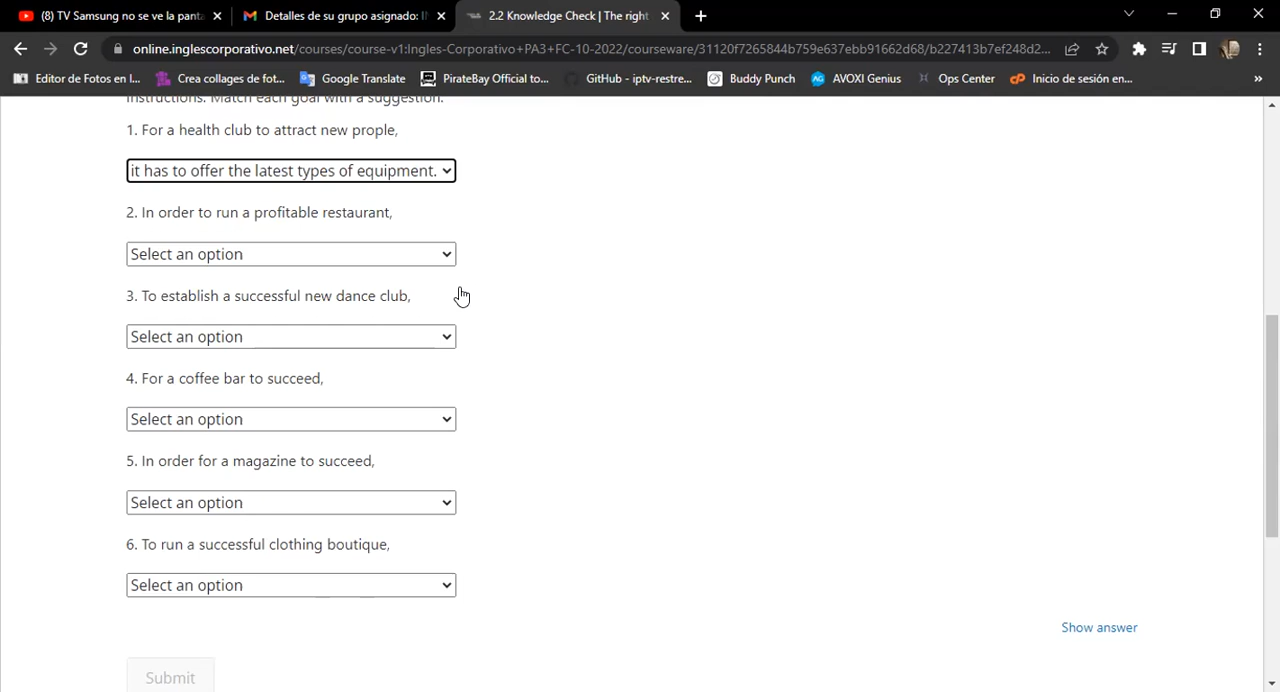 (8) TV Samsung no se ve la panta
Detalles de su grupo asignado: I
2.2 Knowledge Check | The right
online.inglescorporativo.net/courses/course-v1:Ingles-Corporativo+PA3+FC-10-2022/courseware/31120f7265844b759e637ebb91662d68/b227413b7ef248d2...
Editor de Fotos en l...
Crea collages de fot...
Google Translate
PirateBay Official to...
GitHub - iptv-restre...
Buddy Punch
AVOXI Genius
Ops Center
Inicio de sesión en...
»
Instructions. Match each goal with a suggestion.
1. For a health club to attract new prople,
it has to offer the latest types of equipment.
2. In order to run a profitable restaurant,
Select an option
3. To establish a successful new dance club,
Select an option
4. For a coffee bar to succeed,
Select an option
5. In order for a magazine to succeed,
Select an option
6. To run a successful clothing boutique,
Select an option
Show answer
Submit